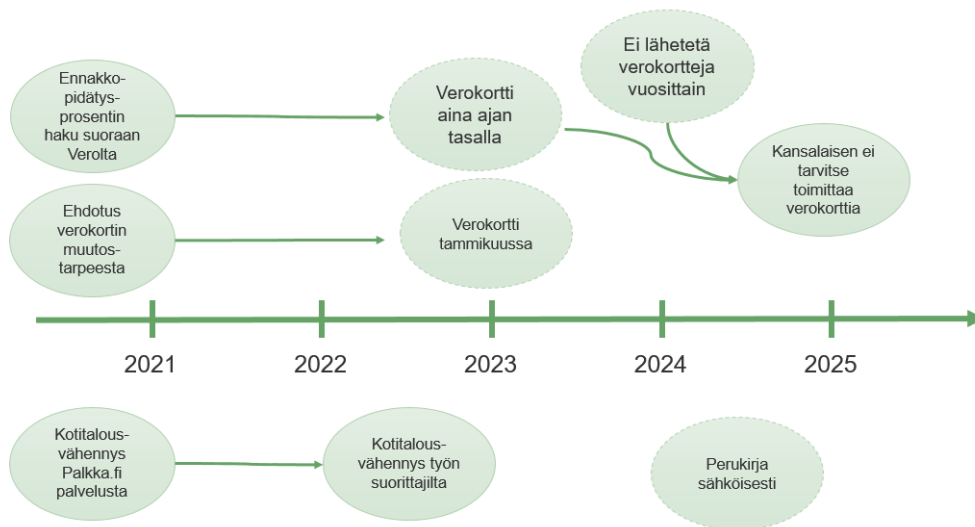 Ennakko-
pidätys-
prosentin
haku suoraan
Verolta
Verokortti
aina ajan
tasalla
Ei lähetetä
verokortteja
vuosittain
Kansalaisen ei
tarvitse
toimittaa
verokorttia
Ehdotus
verokortin
muutos-
tarpeesta
Verokortti
tammikuussa
2021
2022
2023
2024
2025
Kotitalous-
vähennys
Palkka.fi
palvelusta
Kotitalous-
vähennys työn
suorittajilta
Perukirja
sähköisesti